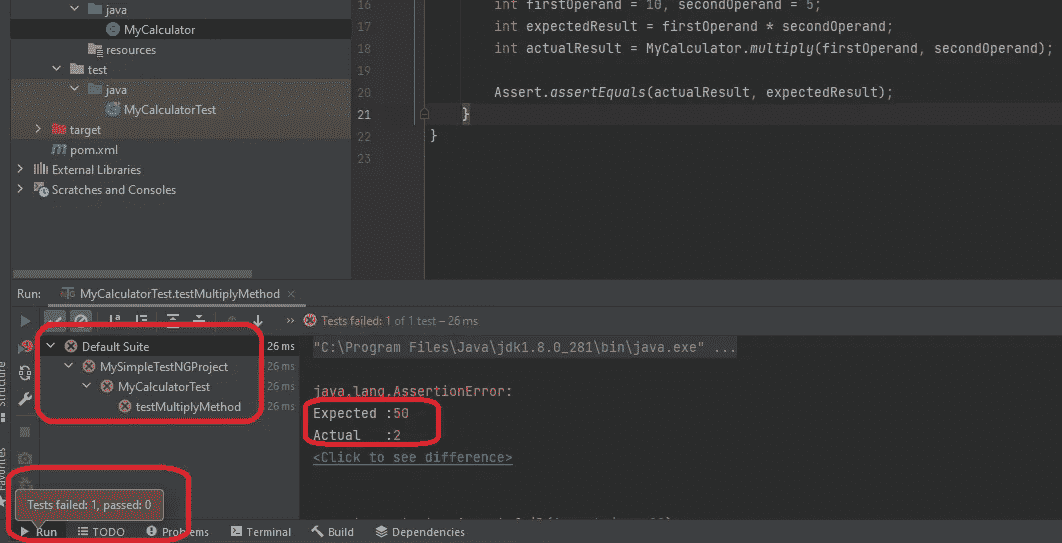 java
MyCalculator
resources
test
java
MyCalculatorTest
target
pom.xml
External Libraries
Scratches and Consoles
16 int firstOperand = 10, secondOperand = 5;
17 int expectedResult = firstOperand * secondOperand;
18 int actualResult = MyCalculator.multiply(firstOperand, secondOperand);
19
20 Assert.assertEquals(actualResult, expectedResult);
21 }
22 }
23
Run: MyCalculatorTest.testMultiplyMethod
Tests failed: 1 of 1 test – 26 ms
Default Suite 26 ms
MySimpleTestNGProject 26 ms
MyCalculatorTest 26 ms
testMultiplyMethod 26 ms
"C:\Program Files\Java\jdk1.8.0_281\bin\java.exe" ...
java.lang.AssertionError:
Expected :50
Actual :2
<Click to see difference>
Structure
Favorites
Tests failed: 1, passed: 0
Run TODO Problems Terminal Build Dependencies